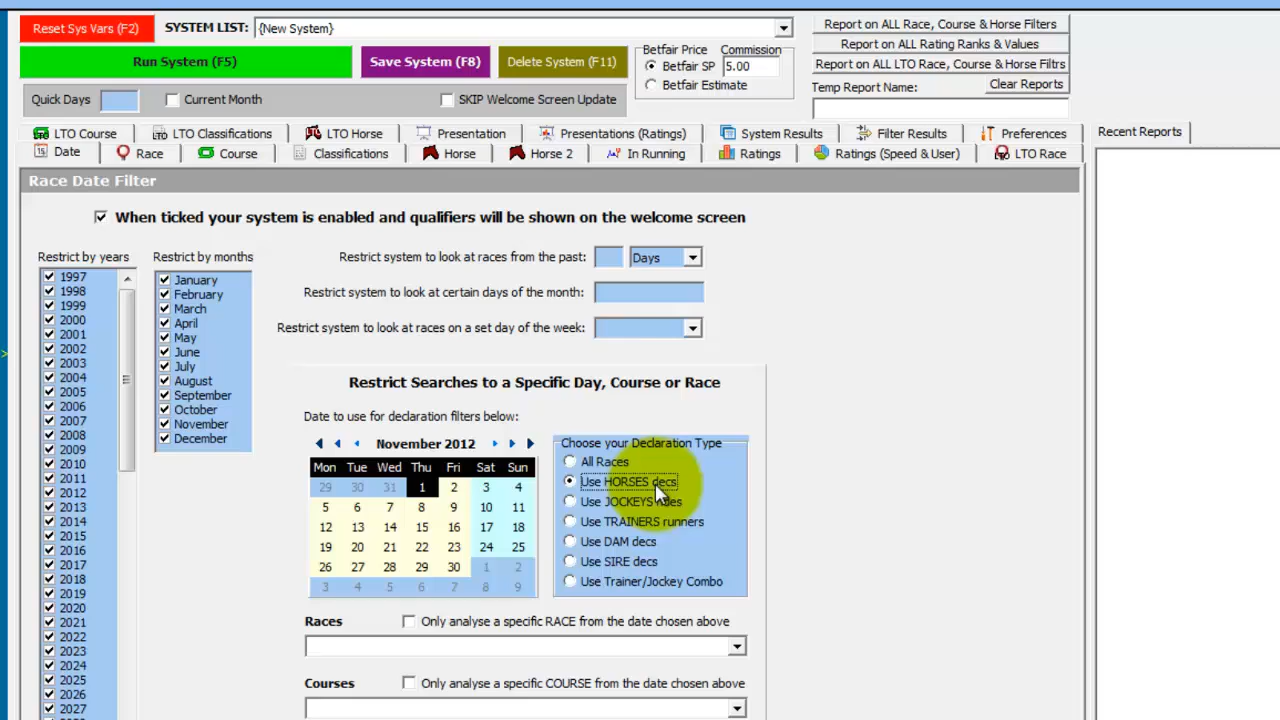 Reset Sys Vars (F2)
SYSTEM LIST:
{New System}
Run System (F5)
Save System (F8)
Delete System (F11)
Betfair Price
Commission
Betfair SP
5.00
Betfair Estimate
Report on ALL Race, Course & Horse Filters
Report on ALL Rating Ranks & Values
Report on ALL LTO Race, Course & Horse Filtrs
Temp Report Name:
Clear Reports
Quick Days
Current Month
SKIP Welcome Screen Update
LTO Course
LTO Classifications
LTO Horse
Presentation
Presentations (Ratings)
System Results
Filter Results
Preferences
Recent Reports
Date
Race
Course
Classifications
Horse
Horse 2
In Running
Ratings
Ratings (Speed & User)
LTO Race
Race Date Filter
When ticked your system is enabled and qualifiers will be shown on the welcome screen
Restrict by years
1997
1998
1999
2000
2001
2002
2003
2004
2005
2006
2007
2008
2009
2010
2011
2012
2013
2014
2015
2016
2017
2018
2019
2020
2021
2022
2023
2024
2025
2026
2027
Restrict by months
January
February
March
April
May
June
July
August
September
October
November
December
Restrict system to look at races from the past:
Days
Restrict system to look at certain days of the month:
Restrict system to look at races on a set day of the week:
Restrict Searches to a Specific Day, Course or Race
Date to use for declaration filters below:
November 2012
Mon Tue Wed Thu Fri Sat Sun
29 30 31 1 2 3 4
5 6 7 8 9 10 11
12 13 14 15 16 17 18
19 20 21 22 23 24 25
26 27 28 29 30 1 2
3 4 5 6 7 8 9
Choose your Declaration Type
All Races
Use HORSES decs
Use JOCKEYS rides
Use TRAINERS runners
Use DAM decs
Use SIRE decs
Use Trainer/Jockey Combo
Races
Only analyse a specific RACE from the date chosen above
Courses
Only analyse a specific COURSE from the date chosen above